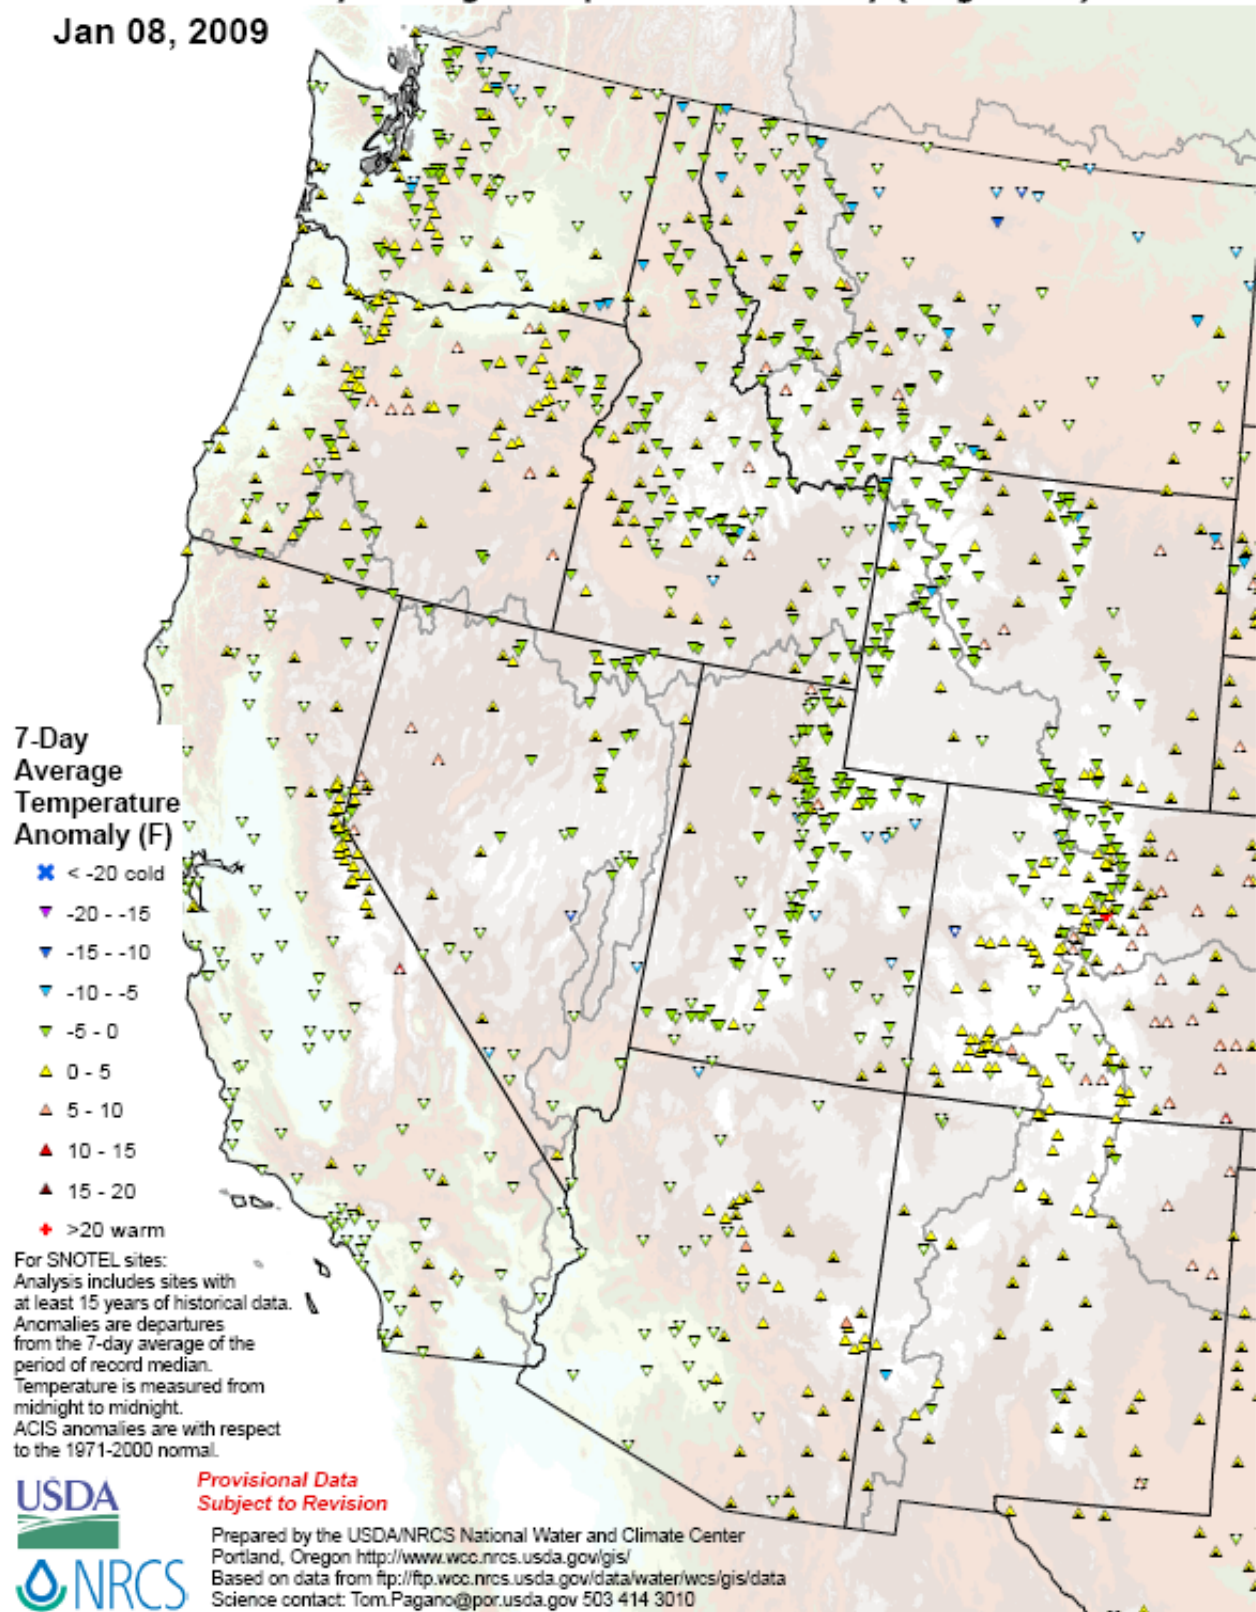 Jan 08, 2009
7-Day
Average
Temperature
Anomaly (F)
< -20 cold
-20 - -15
-15 - -10
-10 - -5
-5 - 0
0 - 5
5 - 10
10 - 15
15 - 20
>20 warm
For SNOTEL sites:
Analysis includes sites with
at least 15 years of historical data.
Anomalies are departures
from the 7-day average of the
period of record median.
Temperature is measured from
midnight to midnight.
ACIS anomalies are with respect
to the 1971-2000 normal.
USDA
NRCS
Provisional Data
Subject to Revision
Prepared by the USDA/NRCS National Water and Climate Center
Portland, Oregon http://www.wcc.nrcs.usda.gov/gis/
Based on data from ftp://ftp.wcc.nrcs.usda.gov/data/water/wcs/gis/data
Science contact: Tom.Pagano@por.usda.gov 503 414 3010